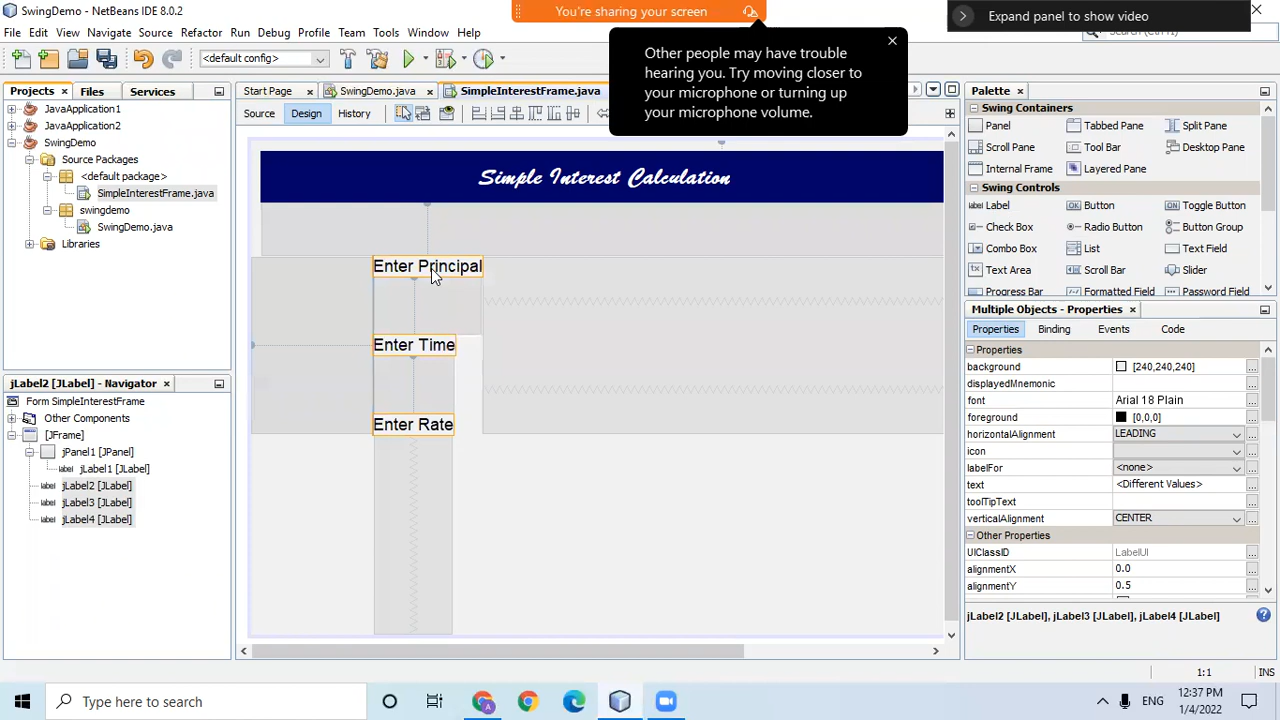 SwingDemo - NetBeans IDE 8.0.2
You're sharing your screen
Expand panel to show video
File Edit View Navigate Source Refactor Run Debug Profile Team Tools Window Help
Other people may have trouble
hearing you. Try moving closer to
your microphone or turning up
your microphone volume.
<default config>
Projects Files Services
Start Page SwingDemo.java SimpleInterestFrame.java
Palette
Source Design History
Swing Containers
Panel Tabbed Pane Split Pane
Scroll Pane Tool Bar Desktop Pane
Internal Frame Layered Pane
Swing Controls
label Label OK Button Toggle Button
Check Box Radio Button Button Group
Combo Box List Text Field
Text Area Scroll Bar Slider
Progress Bar Formatted Field Password Field
JavaApplication1
JavaApplication2
SwingDemo
Source Packages
<default package>
SimpleInterestFrame.java
swingdemo
SwingDemo.java
Libraries
Simple Interest Calculation
Enter Principal
Enter Time
Enter Rate
jLabel2 [JLabel] - Navigator
Form SimpleInterestFrame
Other Components
[JFrame]
jPanel1 [JPanel]
label jLabel1 [JLabel]
label jLabel2 [JLabel]
label jLabel3 [JLabel]
label jLabel4 [JLabel]
Multiple Objects - Properties
Properties Binding Events Code
Properties
background [240,240,240]
displayedMnemonic
font Arial 18 Plain
foreground [0,0,0]
horizontalAlignment LEADING
icon
labelFor <none>
text <Different Values>
toolTipText
verticalAlignment CENTER
Other Properties
UIClassID LabelUI
alignmentX 0.0
alignmentY 0.5
jLabel2 [JLabel], jLabel3 [JLabel], jLabel4 [JLabel]
1:1 INS
Type here to search
ENG
12:37 PM
1/4/2022